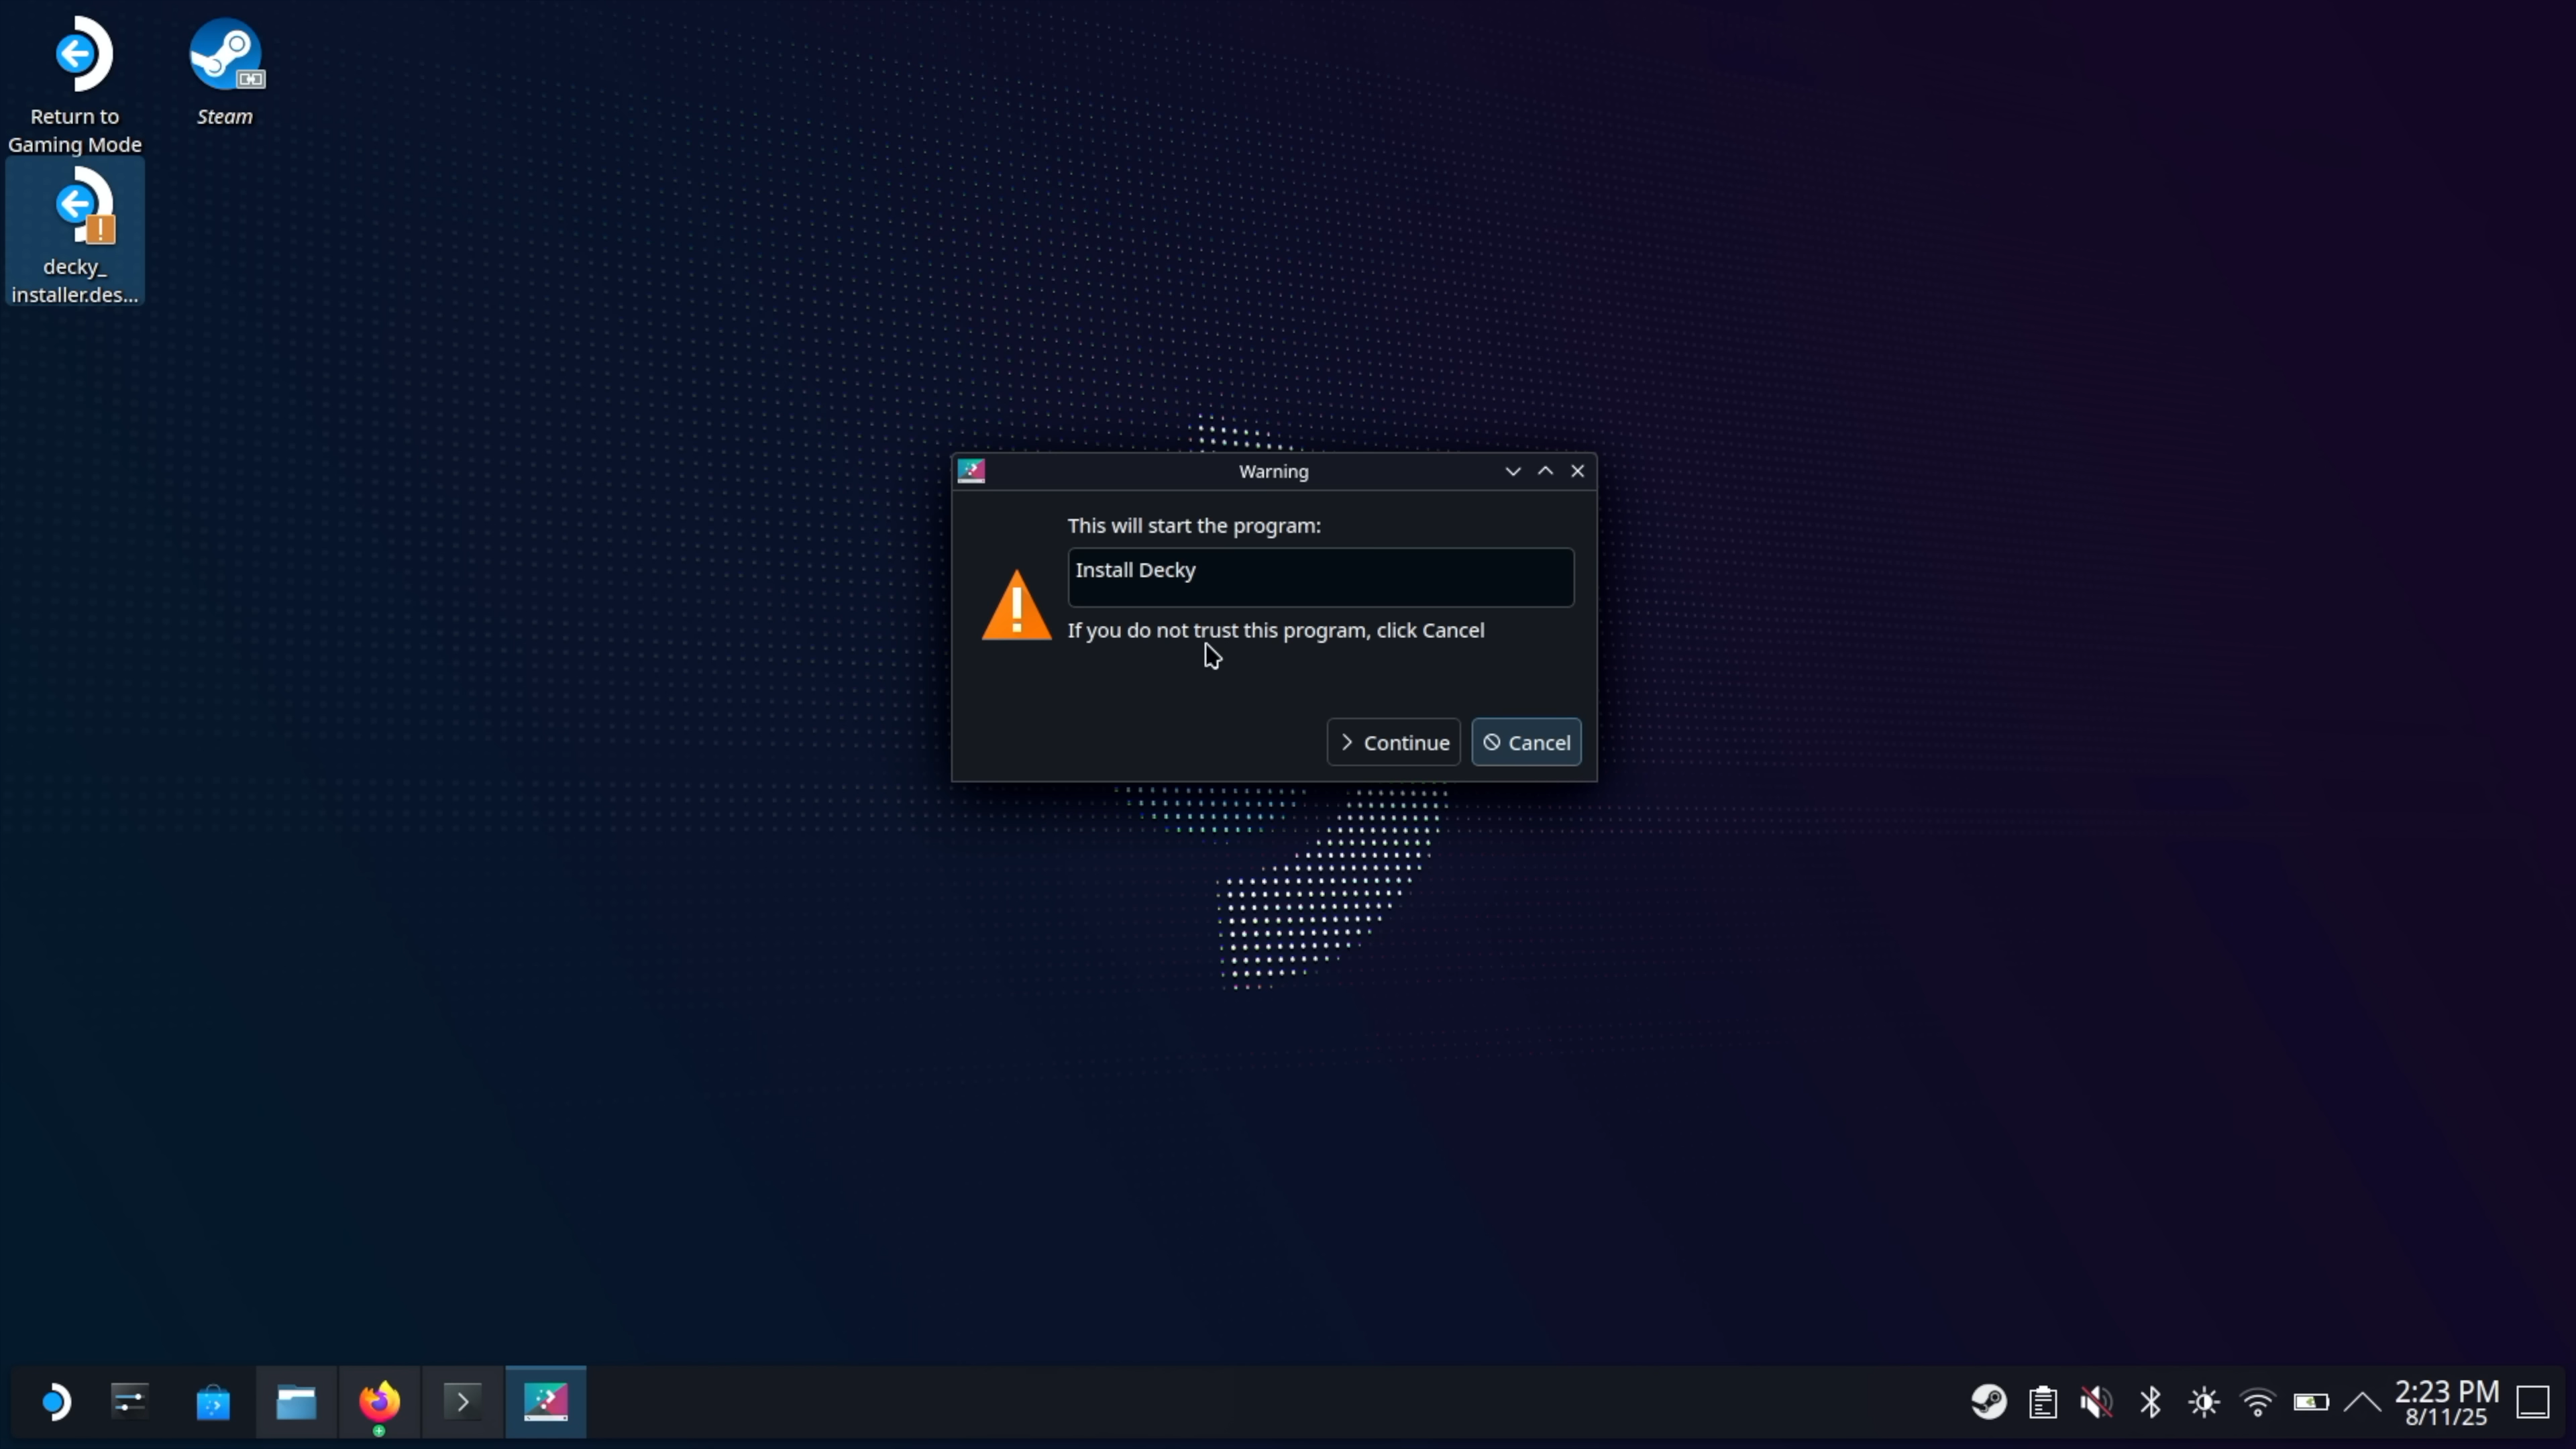 Return to
Gaming Mode
Steam
decky_
installer.des...
Warning
This will start the program:
Install Decky
If you do not trust this program, click Cancel
Continue
Cancel
2:23 PM
8/11/25